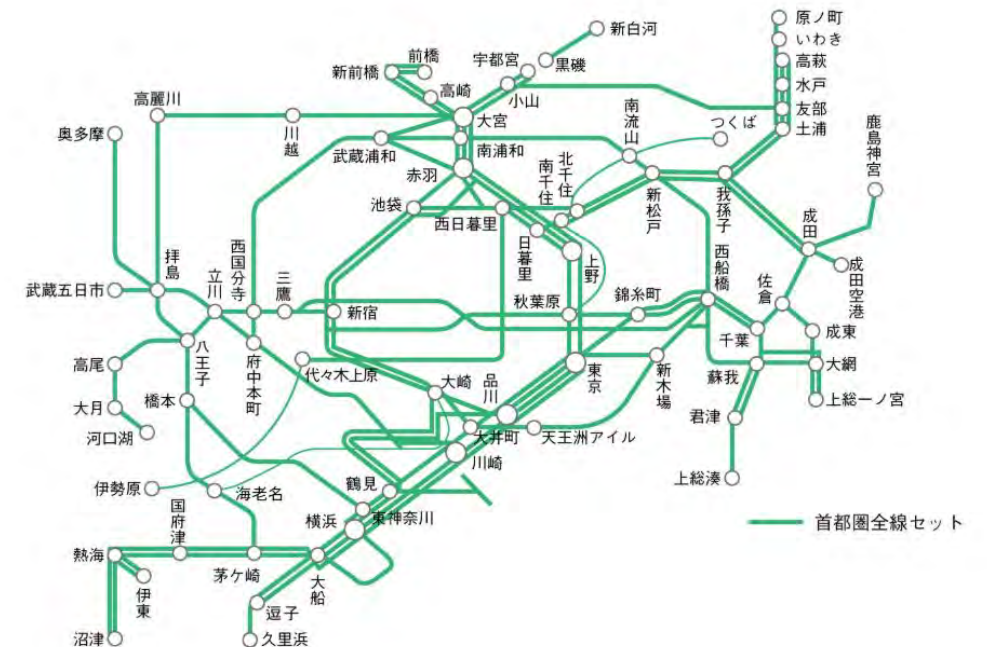 原ノ町
新白河
いわき
前橋
宇都宮
高萩
新前橋
黒磯
水戸
高崎
小山
高麗川
南流山
つくば
友部
鹿島神宮
大宮
奥多摩
川越
土浦
武蔵浦和
南浦和
南千住
北千住
赤羽
新松戸
我孫子
池袋
西日暮里
成田
日暮里
上野
西船橋
拝島
立川
西国分寺
三鷹
佐倉
成田空港
武蔵五日市
新宿
秋葉原
錦糸町
千葉
成東
八王子
府中本町
代々木上原
東京
新木場
蘇我
大網
高尾
大崎
品川
橋本
大月
君津
上総一ノ宮
河口湖
大井町
天王洲アイル
川崎
上総湊
伊勢原
海老名
鶴見
国府津
横浜
東神奈川
首都圏全線セット
熱海
茅ケ崎
大船
伊東
逗子
沼津
久里浜